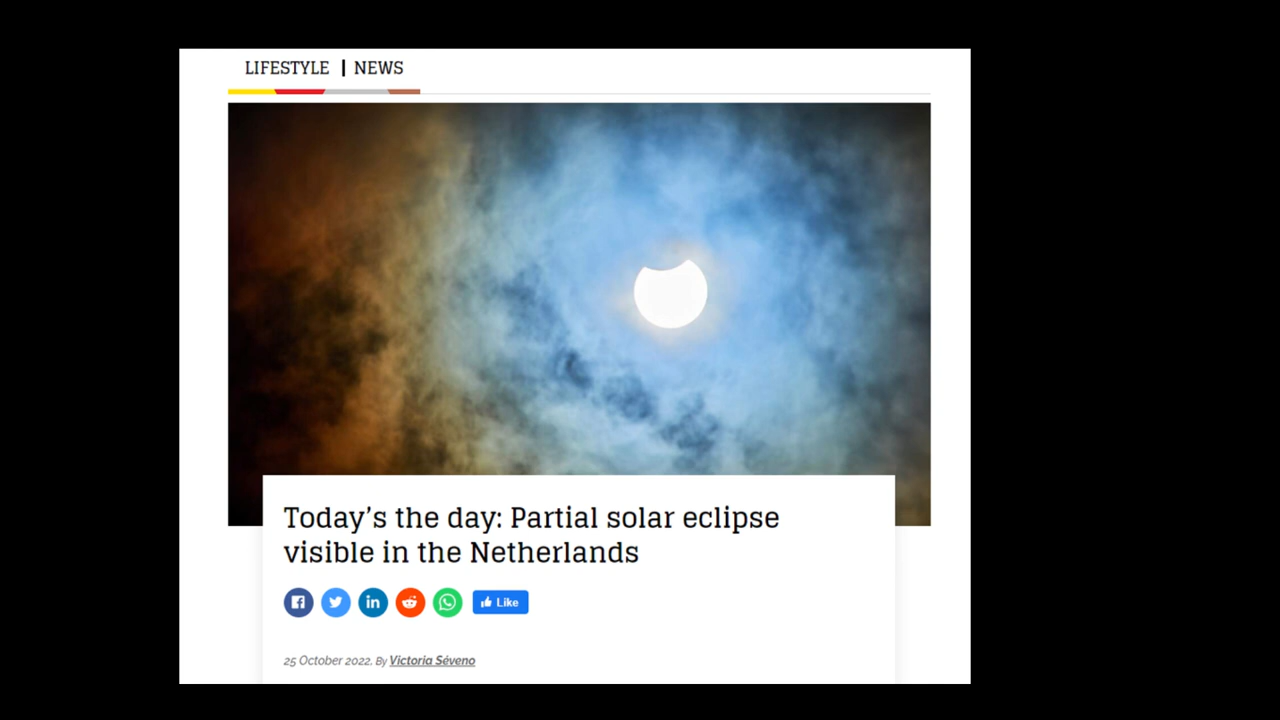 LIFESTYLE | NEWS
Today’s the day: Partial solar eclipse
visible in the Netherlands
Like
25 October 2022, By Victoria Séveno